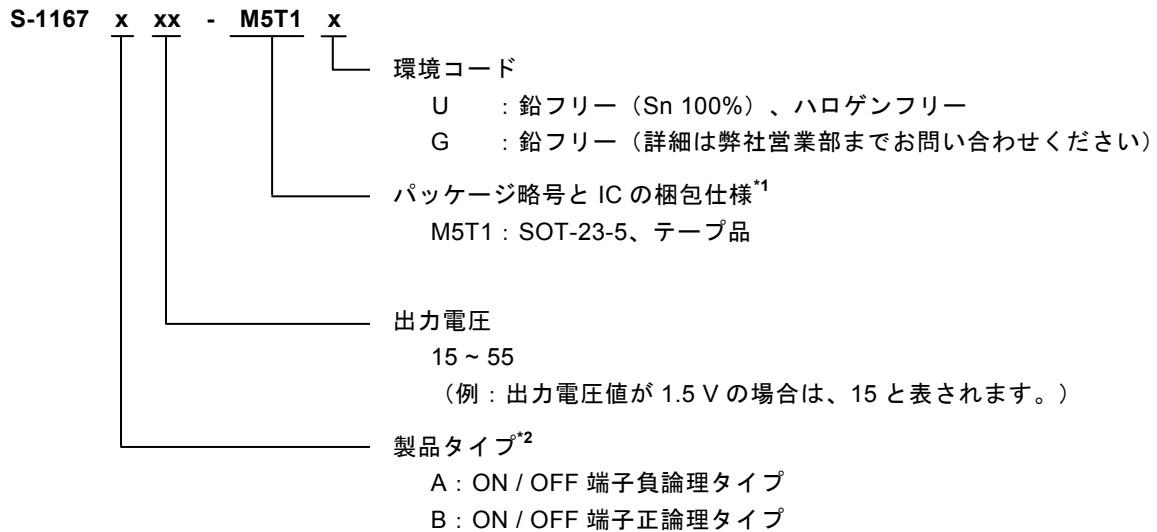 S-1167 x xx - M5T1 x
環境コード
U ：鉛フリー（Sn 100%）、ハロゲンフリー
G ：鉛フリー（詳細は弊社営業部までお問い合わせください）
パッケージ略号と IC の梱包仕様*1
M5T1：SOT-23-5、テープ品
出力電圧
15 ~ 55
（例：出力電圧値が 1.5 V の場合は、15 と表されます。）
製品タイプ*2
A：ON / OFF 端子負論理タイプ
B：ON / OFF 端子正論理タイプ